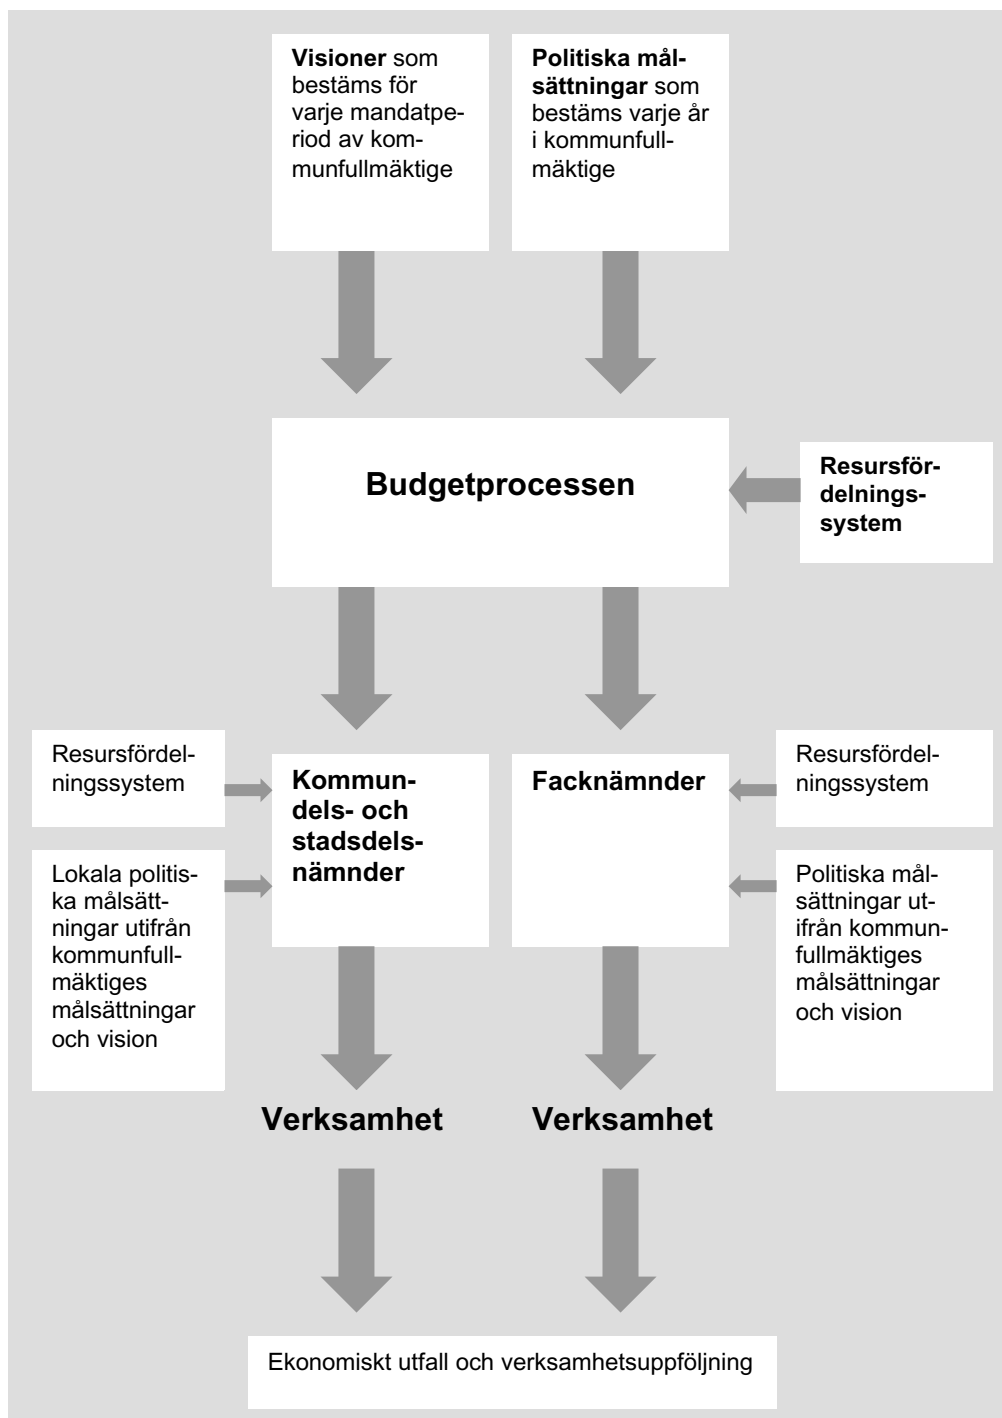 Visioner som
bestäms för
varje mandatpe-
riod av kom-
munfullmäktige
Politiska mål-
sättningar som
bestäms varje år
i kommunfull-
mäktige
Budgetprocessen
Resursför-
delnings-
system
Resursfördel-
ningssystem
Lokala politis-
ka målsätt-
ningar utifrån
kommunfull-
mäktiges
målsättningar
och vision
Kommun-
dels- och
stadsdels-
nämnder
Facknämnder
Resursfördel-
ningssystem
Politiska mål-
sättningar ut-
ifrån kommun-
fullmäktiges
målsättningar
och vision
Verksamhet
Verksamhet
Ekonomiskt utfall och verksamhetsuppföljning